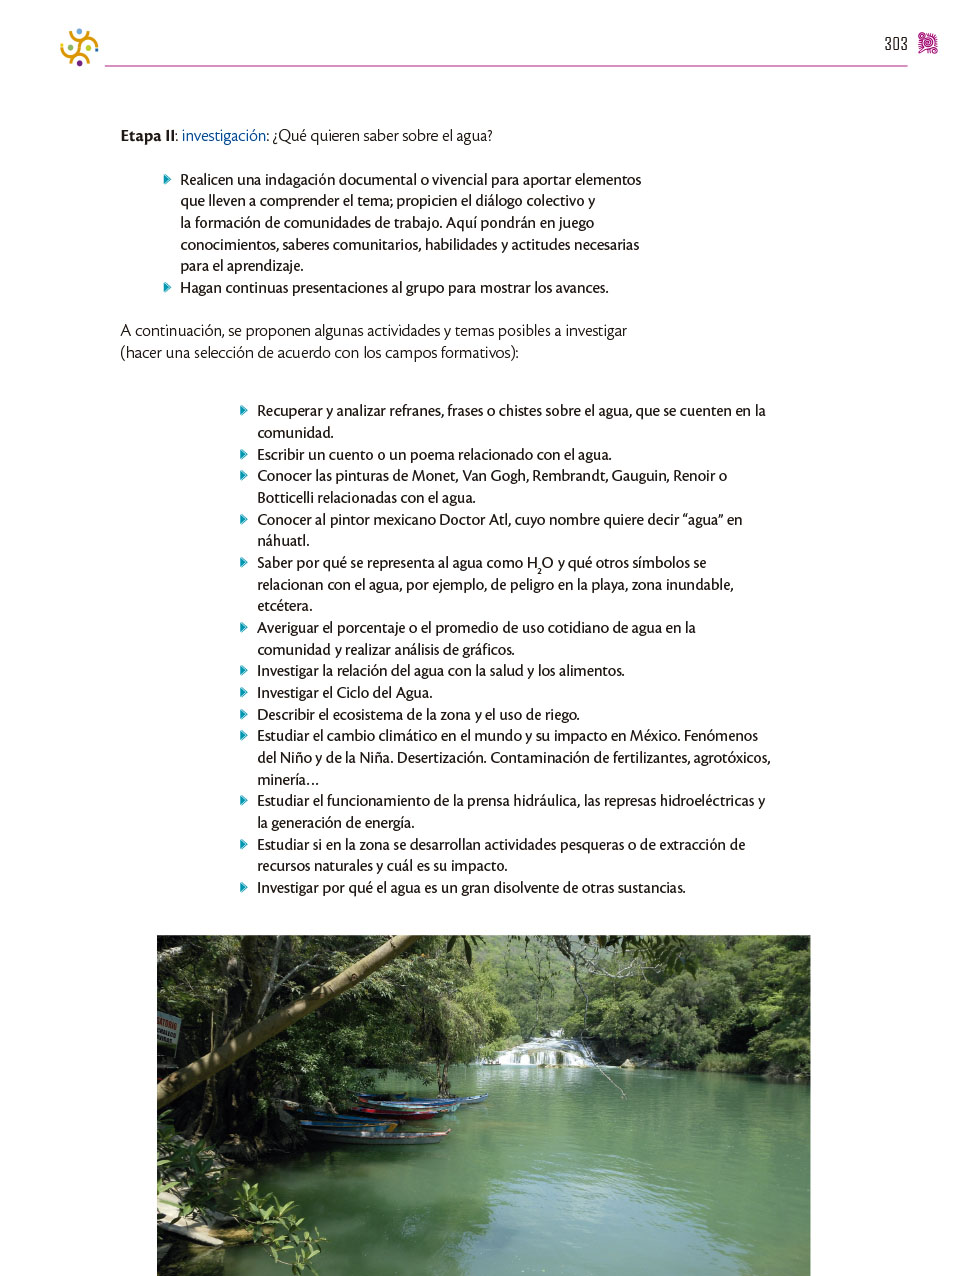 303
Etapa II: investigación: ¿Qué quieren saber sobre el agua?
Realicen una indagación documental o vivencial para aportar elementos
que lleven a comprender el tema; propicien el diálogo colectivo y
la formación de comunidades de trabajo. Aquí pondrán en juego
conocimientos, saberes comunitarios, habilidades y actitudes necesarias
para el aprendizaje.
Hagan continuas presentaciones al grupo para mostrar los avances.
A continuación, se proponen algunas actividades y temas posibles a investigar
(hacer una selección de acuerdo con los campos formativos):
Recuperar y analizar refranes, frases o chistes sobre el agua, que se cuenten en la
comunidad.
Escribir un cuento o un poema relacionado con el agua.
Conocer las pinturas de Monet, Van Gogh, Rembrandt, Gauguin, Renoir o
Botticelli relacionadas con el agua.
Conocer al pintor mexicano Doctor Atl, cuyo nombre quiere decir “agua” en
náhuatl.
Saber por qué se representa al agua como H₂O y qué otros símbolos se
relacionan con el agua, por ejemplo, de peligro en la playa, zona inundable,
etcétera.
Averiguar el porcentaje o el promedio de uso cotidiano de agua en la
comunidad y realizar análisis de gráficos.
Investigar la relación del agua con la salud y los alimentos.
Investigar el Ciclo del Agua.
Describir el ecosistema de la zona y el uso de riego.
Estudiar el cambio climático en el mundo y su impacto en México. Fenómenos
del Niño y de la Niña. Desertización. Contaminación de fertilizantes, agrotóxicos,
minería…
Estudiar el funcionamiento de la prensa hidráulica, las represas hidroeléctricas y
la generación de energía.
Estudiar si en la zona se desarrollan actividades pesqueras o de extracción de
recursos naturales y cuál es su impacto.
Investigar por qué el agua es un gran disolvente de otras sustancias.